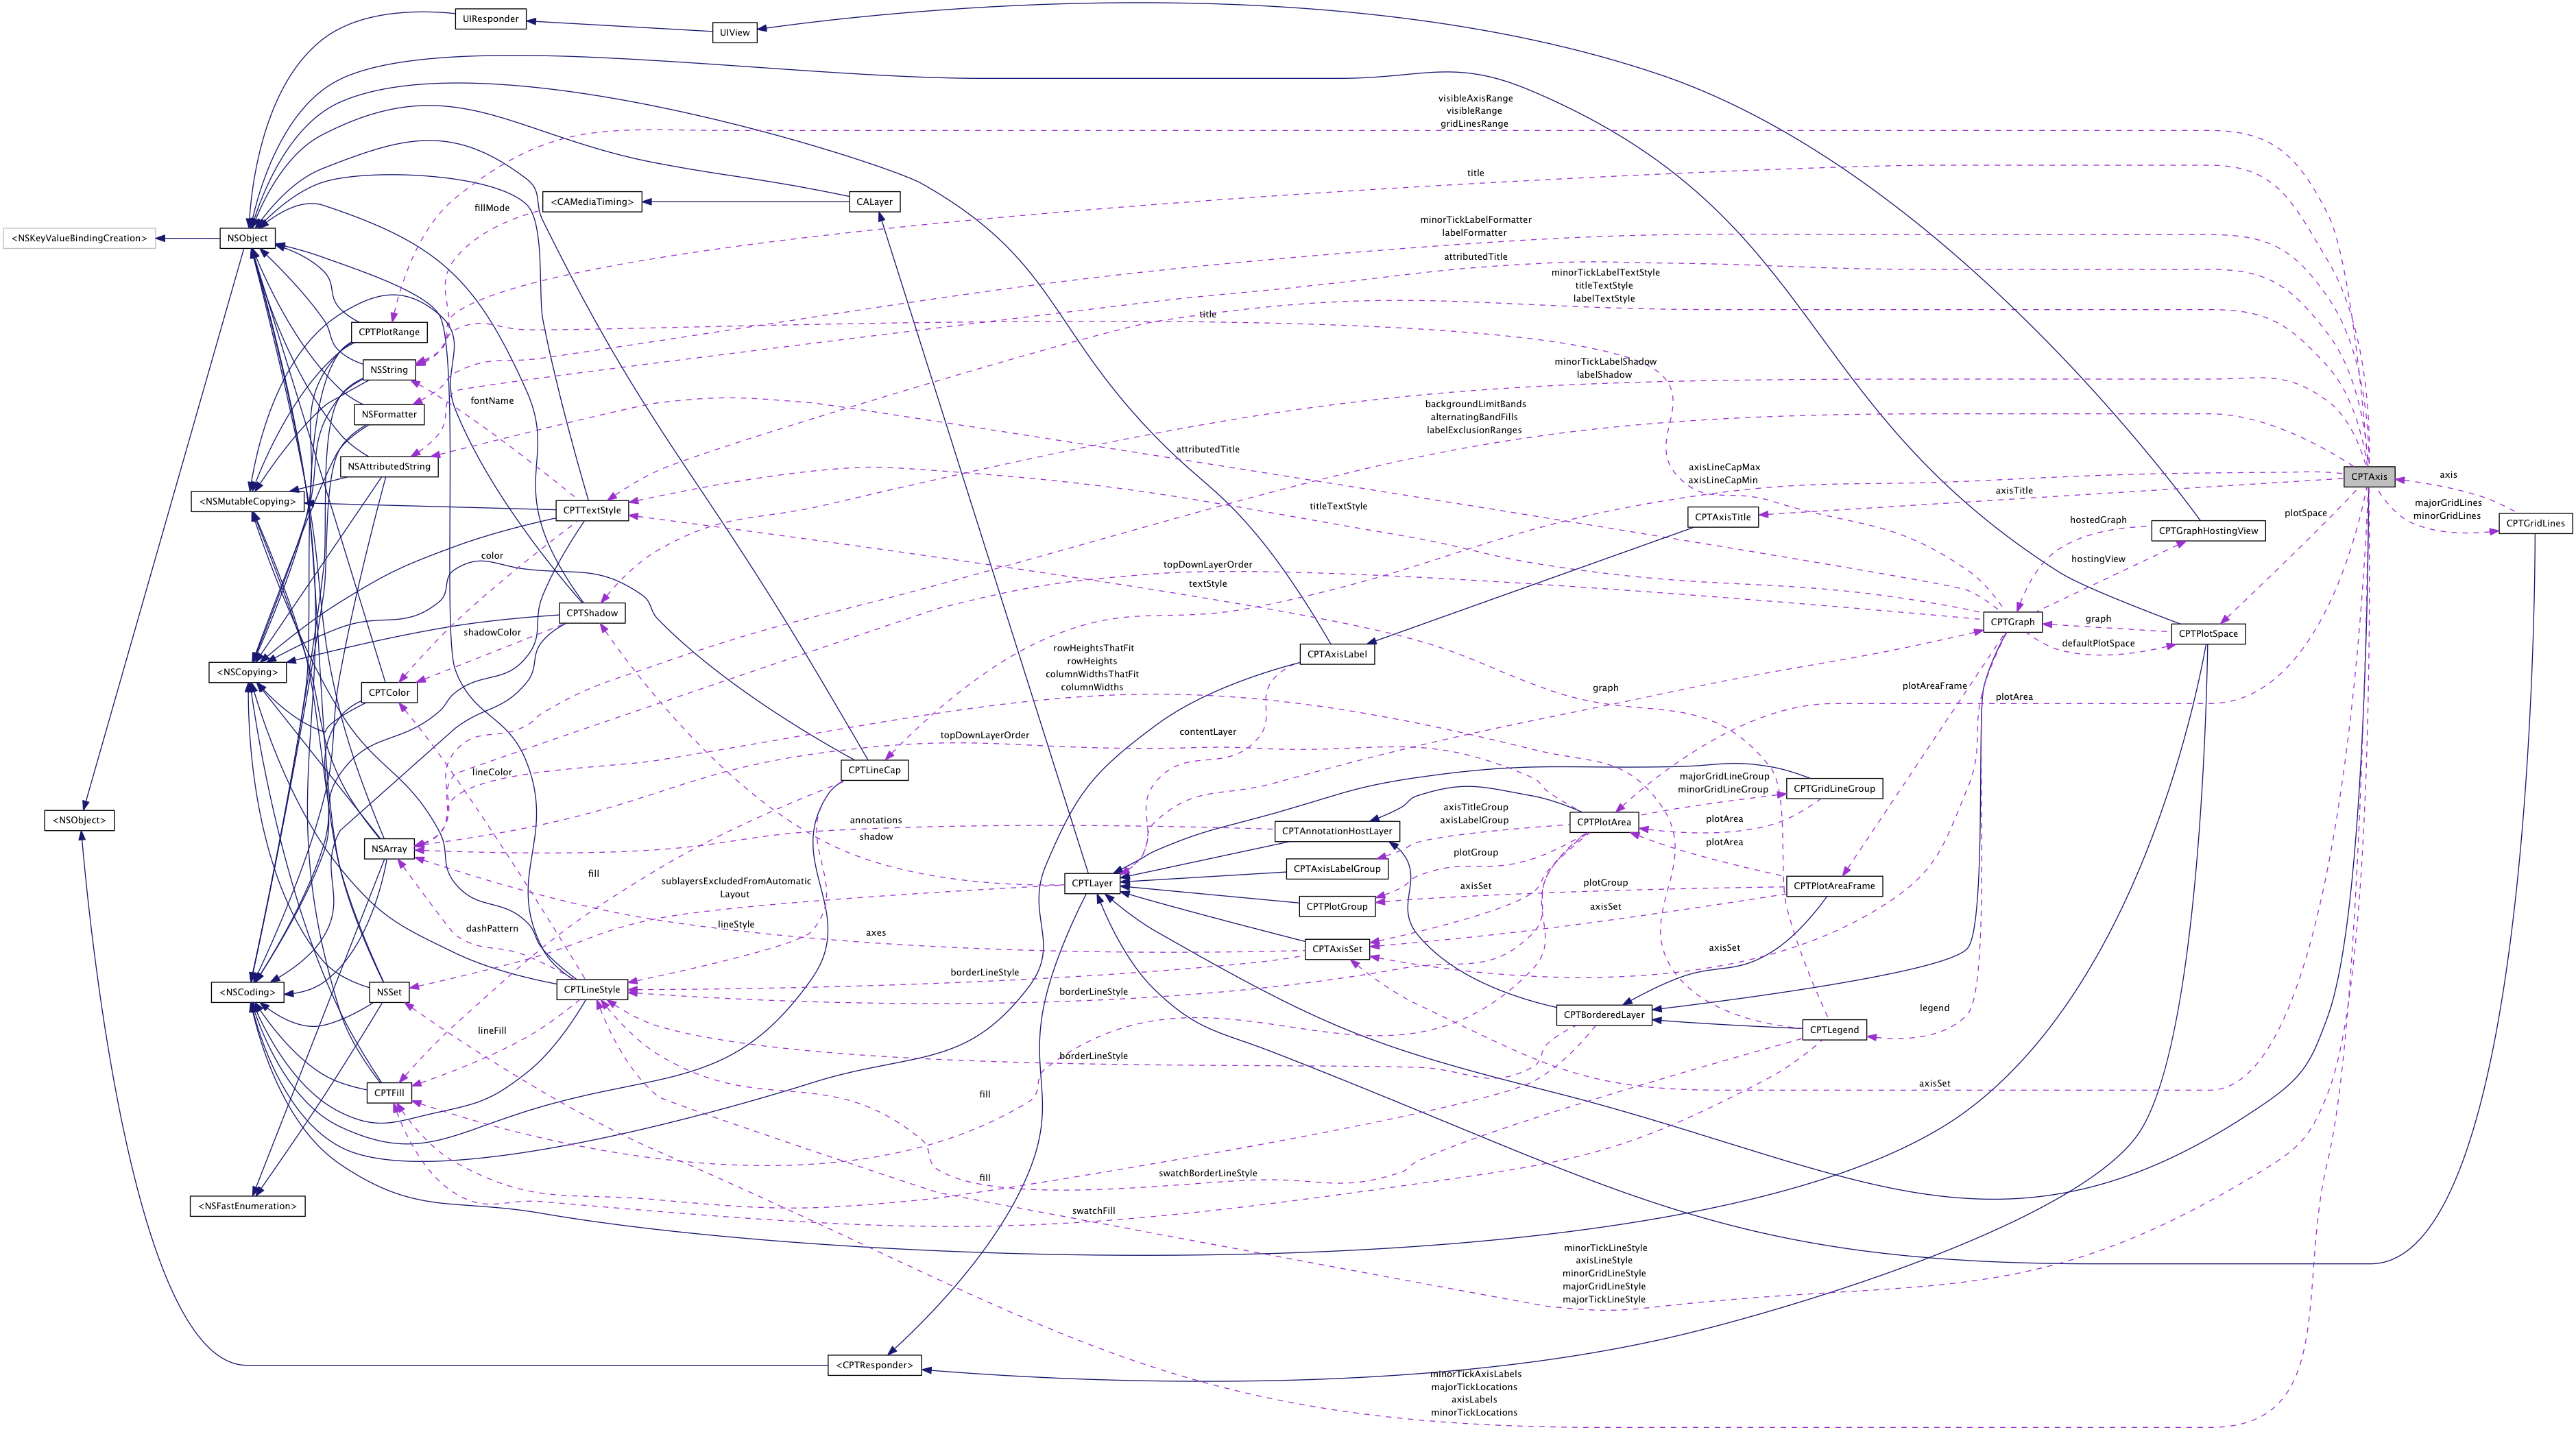 UIResponder
UIView
visibleAxisRange
visibleRange
gridLinesRange
title
<CAMediaTiming>
CALayer
fillMode
minorTickLabelFormatter
labelFormatter
<NSKeyValueBindingCreation>
NSObject
attributedTitle
minorTickLabelTextStyle
titleTextStyle
labelTextStyle
title
CPTPlotRange
NSString
minorTickLabelShadow
labelShadow
fontName
NSFormatter
backgroundLimitBands
alternatingBandFills
labelExclusionRanges
attributedTitle
NSAttributedString
axisLineCapMax
axisLineCapMin
CPTAxis
axis
axisTitle
<NSMutableCopying>
CPTTextStyle
titleTextStyle
CPTAxisTitle
plotSpace
majorGridLines
minorGridLines
hostedGraph
CPTGraphHostingView
CPTGridLines
color
topDownLayerOrder
hostingView
textStyle
CPTShadow
CPTGraph
graph
CPTPlotSpace
shadowColor
defaultPlotSpace
rowHeightsThatFit
rowHeights
columnWidthsThatFit
columnWidths
CPTAxisLabel
<NSCopying>
CPTColor
graph
plotAreaFrame
plotArea
contentLayer
topDownLayerOrder
lineColor
CPTLineCap
majorGridLineGroup
minorGridLineGroup
CPTGridLineGroup
<NSObject>
annotations
shadow
axisTitleGroup
axisLabelGroup
CPTAnnotationHostLayer
CPTPlotArea
plotArea
NSArray
plotGroup
plotArea
fill
CPTAxisLabelGroup
sublayersExcludedFromAutomatic
Layout
CPTLayer
axisSet
plotGroup
CPTPlotAreaFrame
CPTPlotGroup
axisSet
dashPattern
lineStyle
axes
CPTAxisSet
axisSet
borderLineStyle
<NSCoding>
NSSet
CPTLineStyle
borderLineStyle
CPTBorderedLayer
legend
CPTLegend
lineFill
borderLineStyle
axisSet
CPTFill
fill
swatchBorderLineStyle
fill
<NSFastEnumeration>
swatchFill
minorTickLineStyle
axisLineStyle
minorGridLineStyle
majorGridLineStyle
majorTickLineStyle
<CPTResponder>
minorTickAxisLabels
majorTickLocations
axisLabels
minorTickLocations